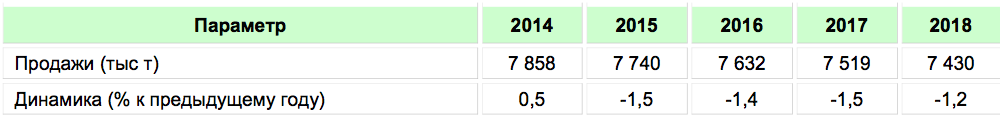 Параметр 2014 2015 2016 2017 2018
Продажи (тыс т) 7 858 7 740 7 632 7 519 7 430
Динамика (% к предыдущему году) 0,5 -1,5 -1,4 -1,5 -1,2